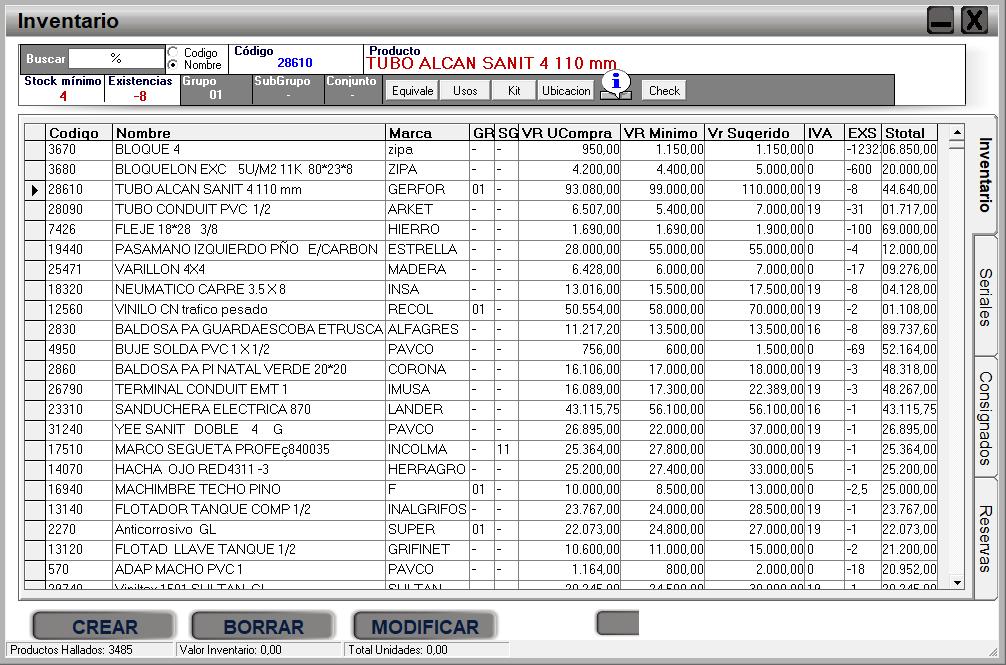 Inventario
Buscar % Codigo Nombre Código 28610 Producto TUBO ALCAN SANIT 4 110 mm
Stock mínimo 4 Existencias -8 Grupo 01 SubGrupo - Conjunto - Equivale Usos Kit Ubicacion i Check
Codigo Nombre Marca GR SG VR UCompra VR Minimo Vr Sugerido IVA EXS Stotal
3670 BLOQUE 4 zipa - - 950,00 1.150,00 1.150,00 0 -1232 06.850,00
3680 BLOQUELON EXC 5U/M2 11K 80*23*8 ZIPA - - 4.200,00 4.400,00 5.000,00 0 -600 20.000,00
28610 TUBO ALCAN SANIT 4 110 mm GERFOR 01 - 93.080,00 99.000,00 110.000,00 19 -8 44.640,00
28090 TUBO CONDUIT PVC 1/2 ARKET - - 6.507,00 5.400,00 7.000,00 19 -31 01.717,00
7426 FLEJE 18*28 3/8 HIERRO - - 1.690,00 1.690,00 1.900,00 0 -100 69.000,00
19440 PASAMANO IZQUIERDO PÑO E/CARBON ESTRELLA - - 28.000,00 55.000,00 55.000,00 0 -4 12.000,00
25471 VARILLON 4X4 MADERA - - 6.428,00 6.000,00 7.000,00 0 -17 09.276,00
18320 NEUMATICO CARRE 3.5 X 8 INSA - - 13.016,00 15.500,00 17.500,00 19 -8 04.128,00
12560 VINILO CN trafico pesado RECOL 01 - 50.554,00 58.000,00 70.000,00 19 -2 01.108,00
2830 BALDOSA PA GUARDAESCOBA ETRUSCA ALFAGRES - - 11.217,20 13.500,00 13.500,00 16 -8 89.737,60
4950 BUJE SOLDA PVC 1 X 1/2 PAVCO - - 756,00 600,00 1.500,00 0 -69 52.164,00
2860 BALDOSA PA PI NATAL VERDE 20*20 CORONA - - 16.106,00 17.000,00 18.000,00 19 -3 48.318,00
26790 TERMINAL CONDUIT EMT 1 IMUSA - - 16.089,00 17.300,00 22.389,00 19 -3 48.267,00
23310 SANDUCHERA ELECTRICA 870 LANDER - - 43.115,75 56.100,00 56.100,00 16 -1 43.115,75
31240 YEE SANIT DOBLE 4 G PAVCO - - 26.895,00 22.000,00 37.000,00 19 -1 26.895,00
17510 MARCO SEGUETA PROFEç840035 INCOLMA - 11 25.364,00 27.800,00 30.000,00 19 -1 25.364,00
14070 HACHA OJO RED4311 -3 HERRAGRO - - 25.200,00 27.400,00 33.000,00 5 -1 25.200,00
16940 MACHIMBRE TECHO PINO F 01 - 10.000,00 8.500,00 13.000,00 0 -2,5 25.000,00
13140 FLOTADOR TANQUE COMP 1/2 INALGRIFOS - - 23.767,00 24.000,00 28.500,00 19 -1 23.767,00
2270 Anticorrosivo GL SUPER 01 - 22.073,00 24.800,00 27.000,00 19 -1 22.073,00
13120 FLOTAD LLAVE TANQUE 1/2 GRIFINET - - 10.600,00 11.000,00 15.000,00 0 -2 21.200,00
570 ADAP MACHO PVC 1 PAVCO - - 1.164,00 800,00 2.000,00 0 -18 20.952,00
Inventario
Seriales
Consignados
Reservas
CREAR BORRAR MODIFICAR
Productos Hallados: 3485 Valor Inventario: 0,00 Total Unidades: 0,00